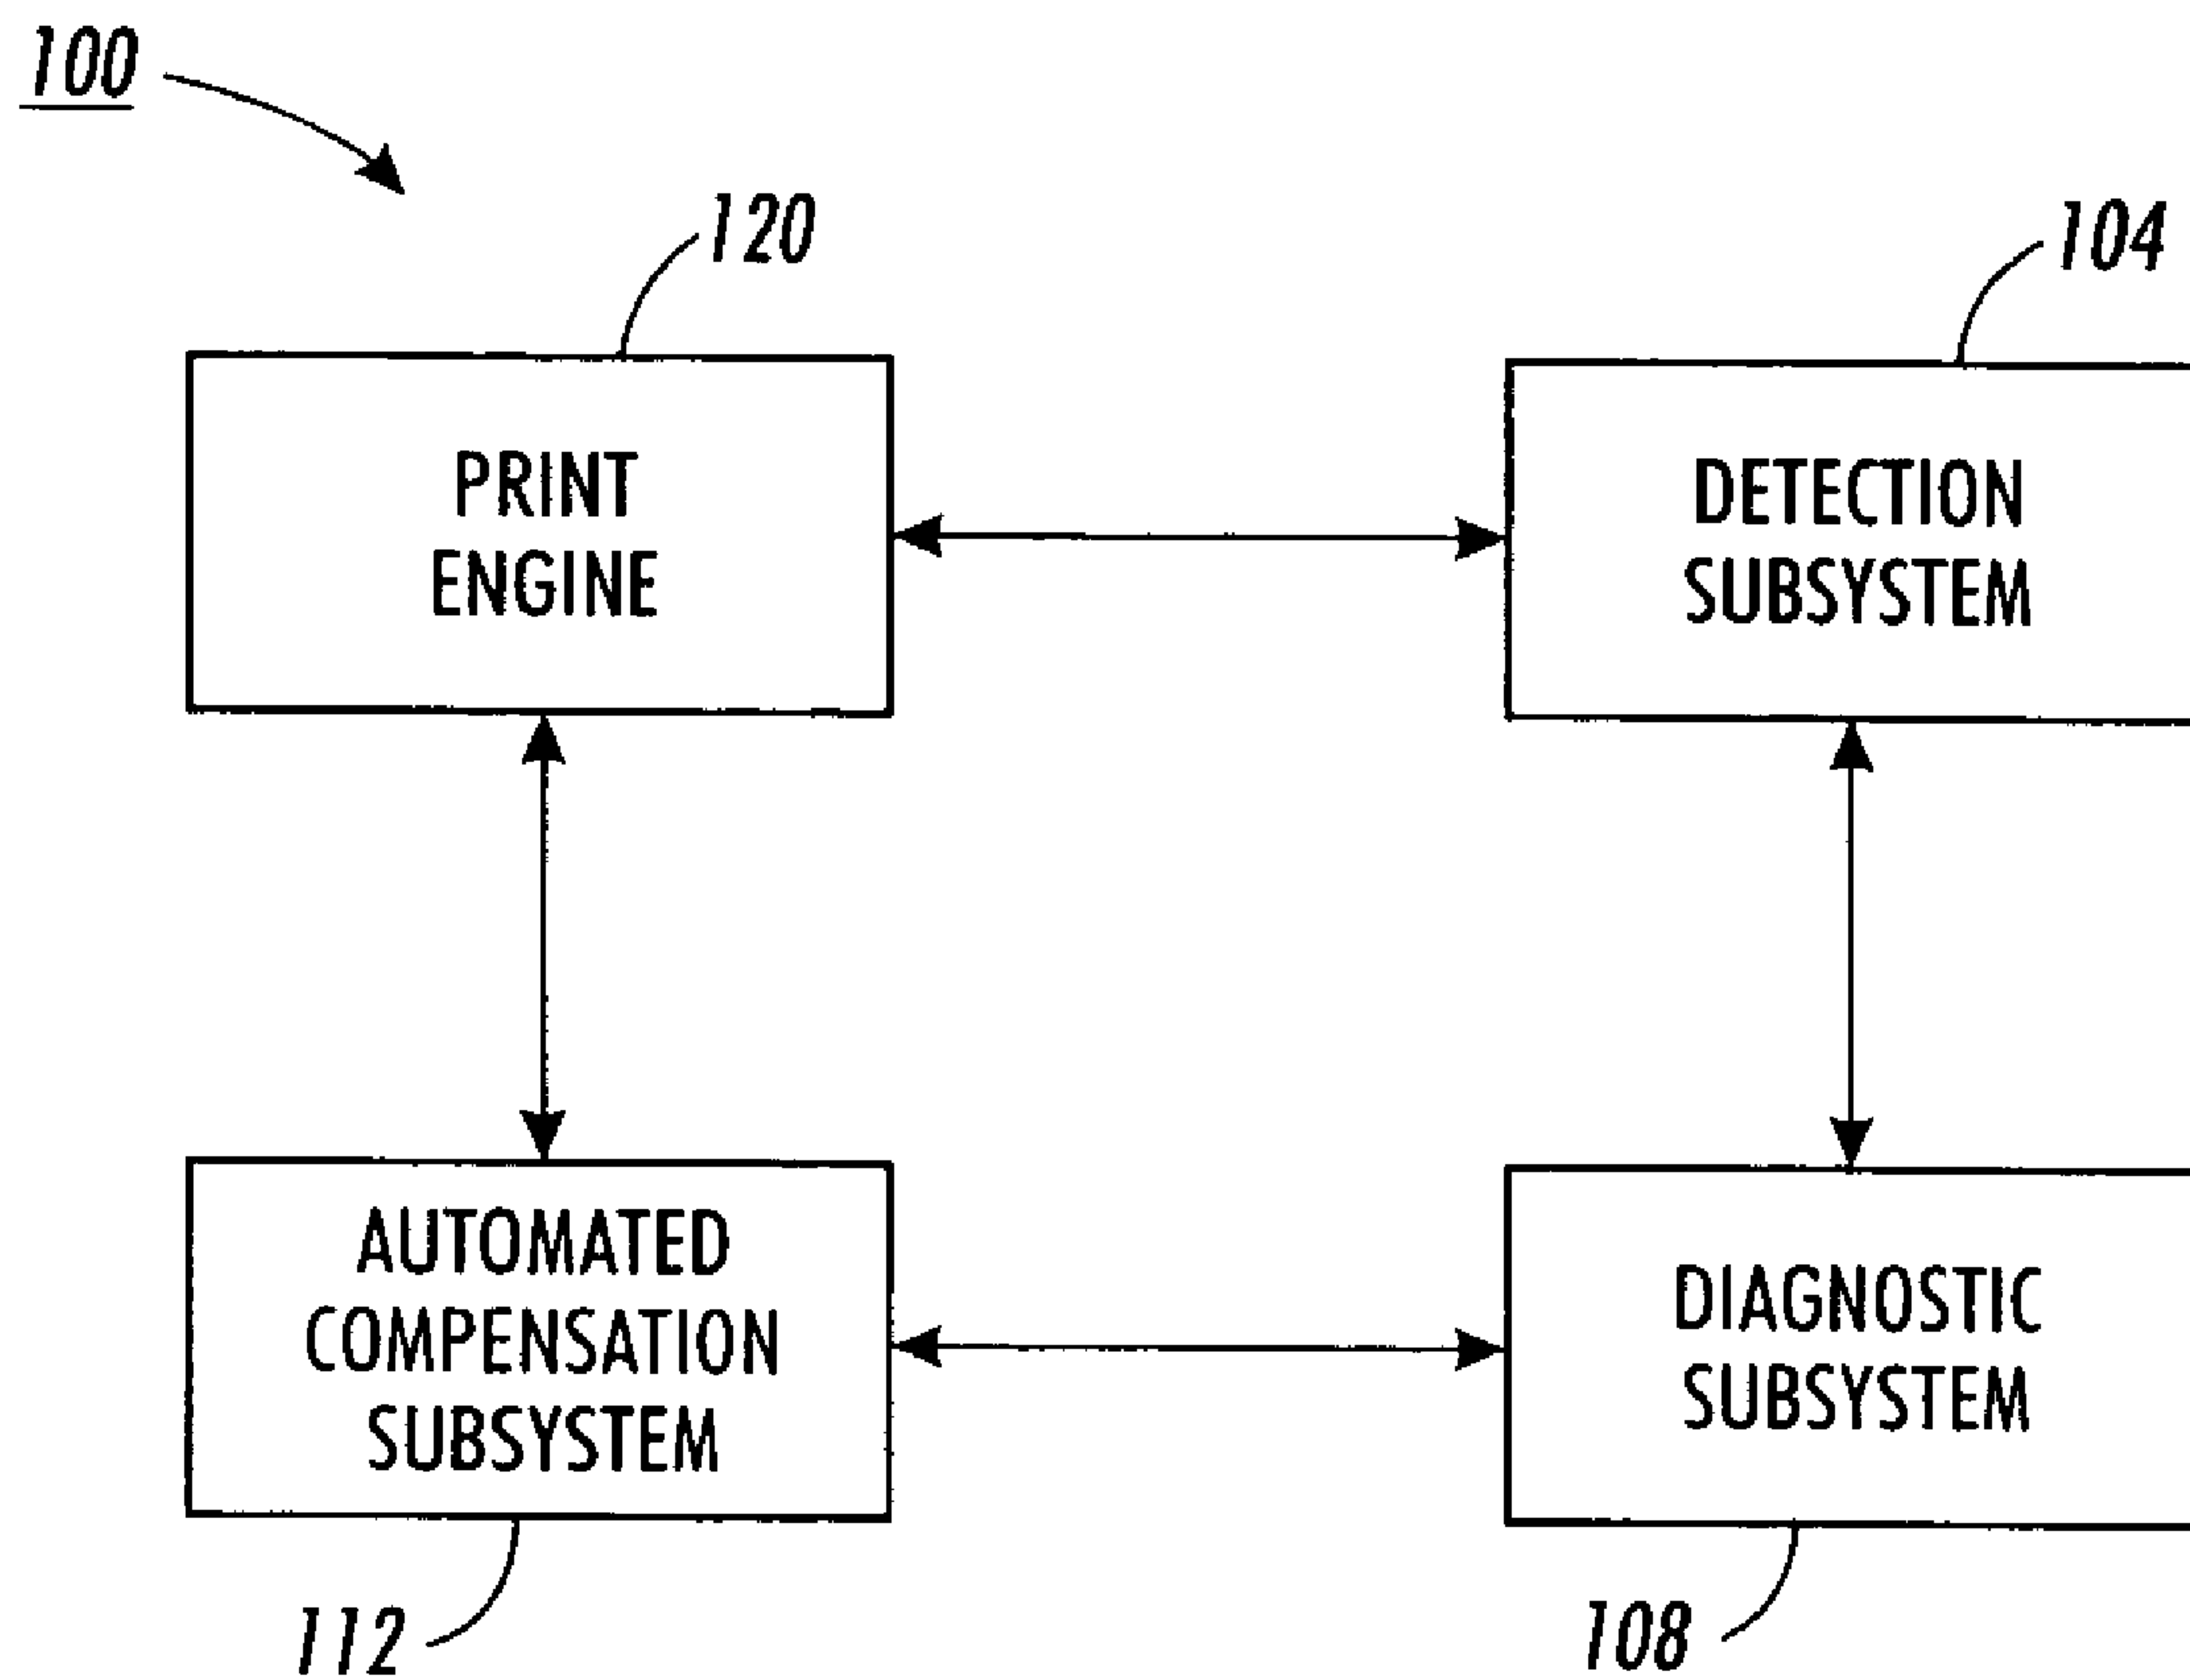 100
120
104
PRINT
ENGINE
DETECTION
SUBSYSTEM
AUTOMATED
COMPENSATION
SUBSYSTEM
DIAGNOSTIC
SUBSYSTEM
112
108